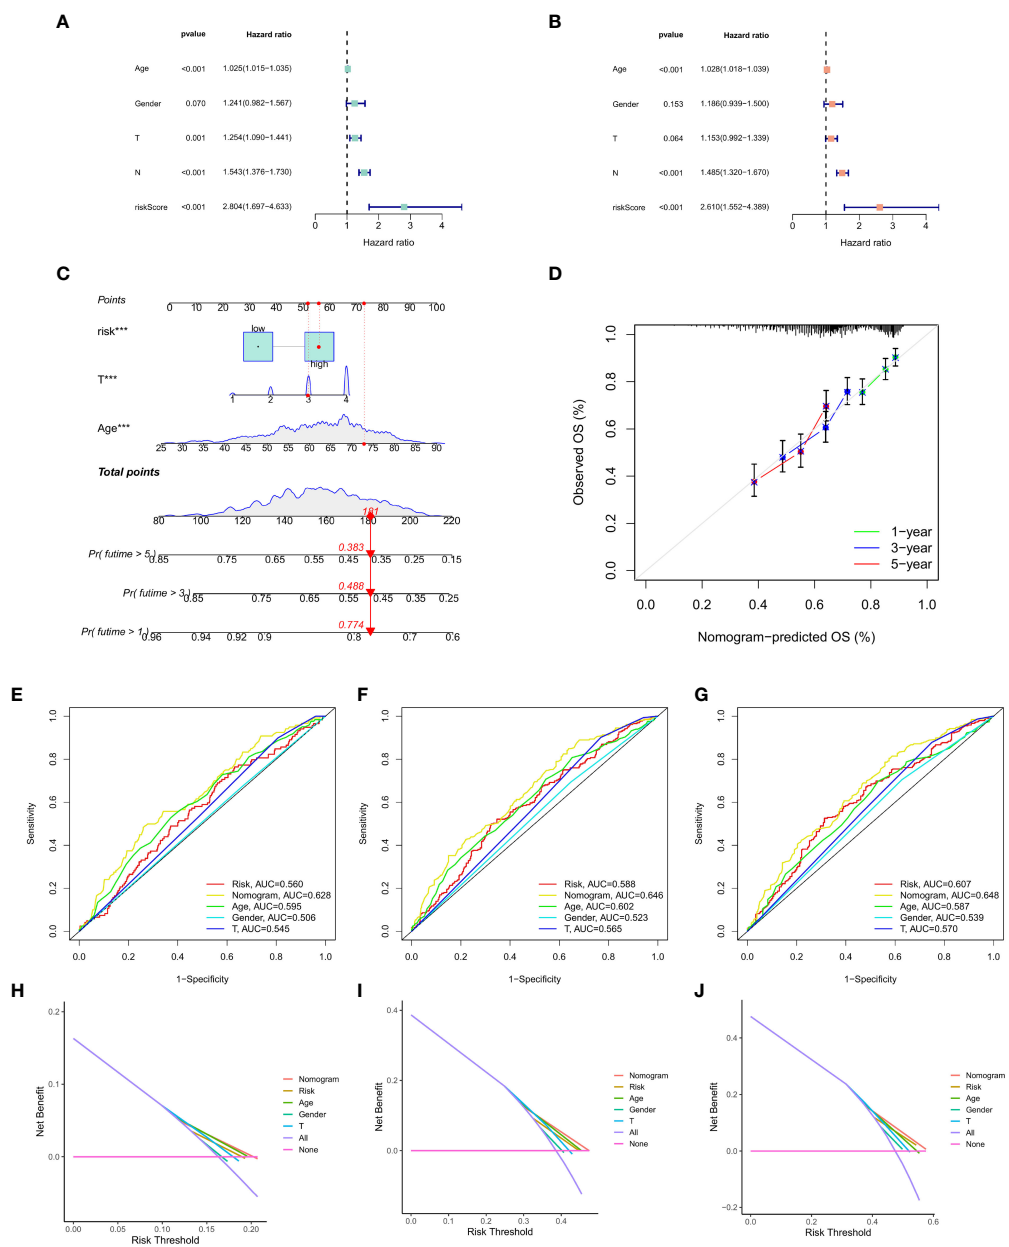 A
pvalue Hazard ratio
Age <0.001 1.025(1.015−1.035)
Gender 0.070 1.241(0.982−1.567)
T 0.001 1.254(1.090−1.441)
N <0.001 1.543(1.376−1.730)
riskScore <0.001 2.804(1.697−4.633)
0 1 2 3 4
Hazard ratio
B
pvalue Hazard ratio
Age <0.001 1.028(1.018−1.039)
Gender 0.153 1.186(0.939−1.500)
T 0.064 1.153(0.992−1.339)
N <0.001 1.485(1.320−1.670)
riskScore <0.001 2.610(1.552−4.389)
0 1 2 3 4
Hazard ratio
C
Points
0 10 20 30 40 50 60 70 80 90 100
risk***
low
high
T***
1 2 3 4
Age***
25 30 35 40 45 50 55 60 65 70 75 80 85 90
Total points
181
80 100 120 140 160 180 200 220
0.383
Pr( futime > 5 )
0.85 0.75 0.65 0.55 0.45 0.35 0.25 0.15
0.488
Pr( futime > 3 )
0.85 0.75 0.65 0.55 0.45 0.35 0.25
0.774
Pr( futime > 1 )
0.96 0.94 0.92 0.9 0.8 0.7 0.6
D
Observed OS (%)
1.0
0.8
0.6
0.4
0.2
0.0
1−year
3−year
5−year
0.0 0.2 0.4 0.6 0.8 1.0
Nomogram−predicted OS (%)
E
Sensitivity
1.0
0.8
0.6
0.4
0.2
0.0
Risk, AUC=0.560
Nomogram, AUC=0.628
Age, AUC=0.595
Gender, AUC=0.506
T, AUC=0.545
0.0 0.2 0.4 0.6 0.8 1.0
1−Specificity
F
Sensitivity
1.0
0.8
0.6
0.4
0.2
0.0
Risk, AUC=0.588
Nomogram, AUC=0.646
Age, AUC=0.602
Gender, AUC=0.523
T, AUC=0.565
0.0 0.2 0.4 0.6 0.8 1.0
1−Specificity
G
Sensitivity
1.0
0.8
0.6
0.4
0.2
0.0
Risk, AUC=0.607
Nomogram, AUC=0.648
Age, AUC=0.587
Gender, AUC=0.539
T, AUC=0.570
0.0 0.2 0.4 0.6 0.8 1.0
1−Specificity
H
Net Benefit
0.2
0.1
0.0
Nomogram
Risk
Age
Gender
T
All
None
0.00 0.05 0.10 0.15 0.20
Risk Threshold
I
Net Benefit
0.4
0.2
0.0
Nomogram
Risk
Age
Gender
T
All
None
0.0 0.2 0.4
Risk Threshold
J
Net Benefit
0.4
0.2
0.0
−0.2
Nomogram
Risk
Age
Gender
T
All
None
0.0 0.2 0.4 0.6
Risk Threshold